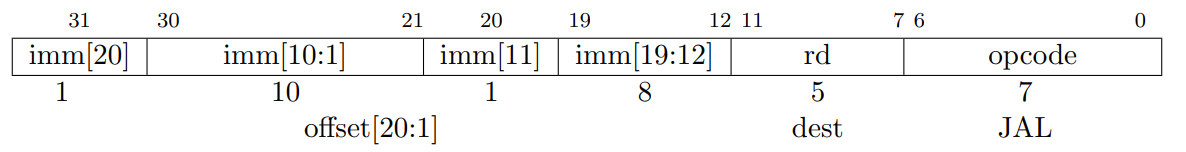 31 30 21 20 19 12 11 7 6 0
imm[20] imm[10:1] imm[11] imm[19:12] rd opcode
1 10 1 8 5 7
offset[20:1] dest JAL